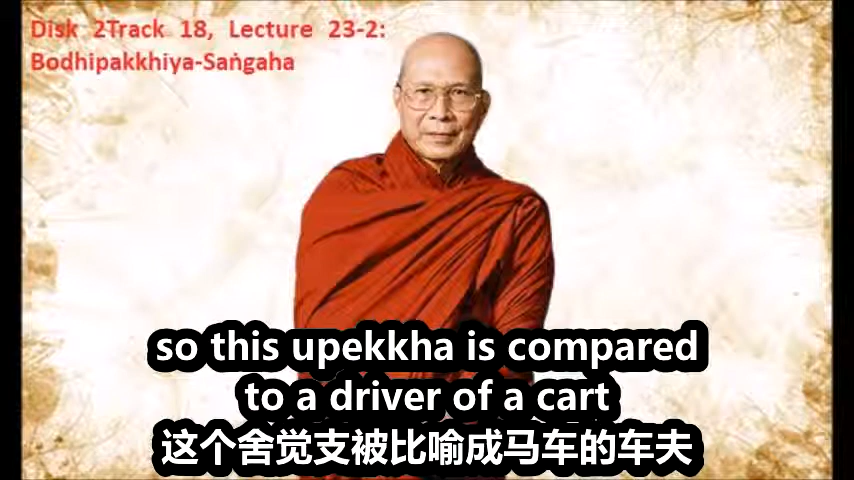 Disk 2Track 18, Lecture 23-2:
Bodhipakkhiya-Saṅgaha
so this upekkha is compared
to a driver of a cart
这个舍觉支被比喻成马车的车夫